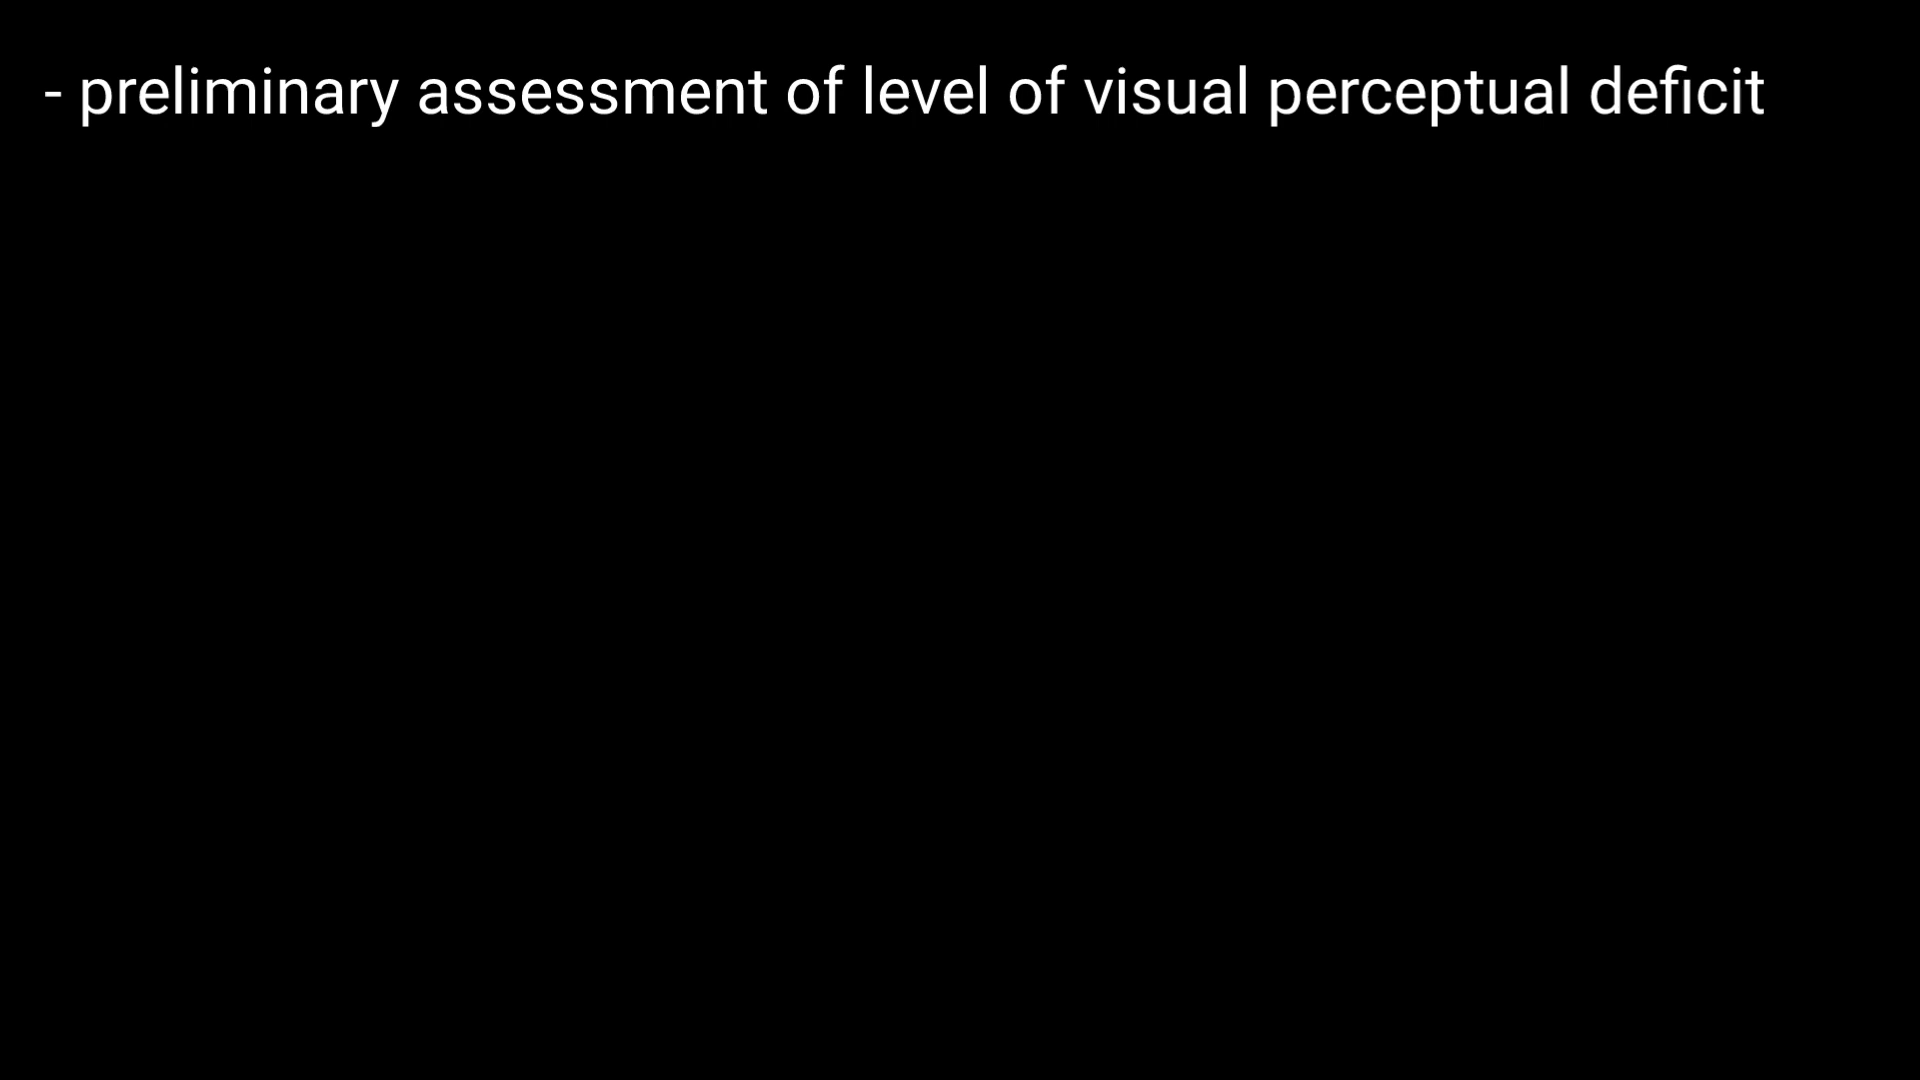 - preliminary assessment of level of visual perceptual deficit